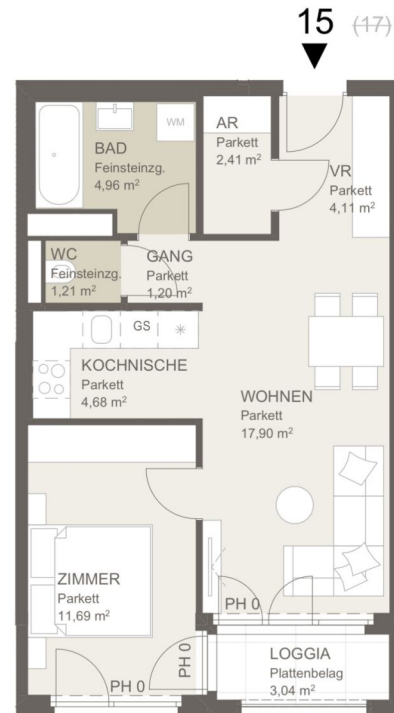 15 (17)
BAD
Feinsteinzg.
4,96 m²
WM
AR
Parkett
2,41 m²
VR
Parkett
4,11 m²
WC
Feinsteinzg.
1,21 m²
GANG
Parkett
1,20 m²
GS
KOCHNISCHE
Parkett
4,68 m²
WOHNEN
Parkett
17,90 m²
ZIMMER
Parkett
11,69 m²
PH 0
PH 0
PH 0
LOGGIA
Plattenbelag
3,04 m²